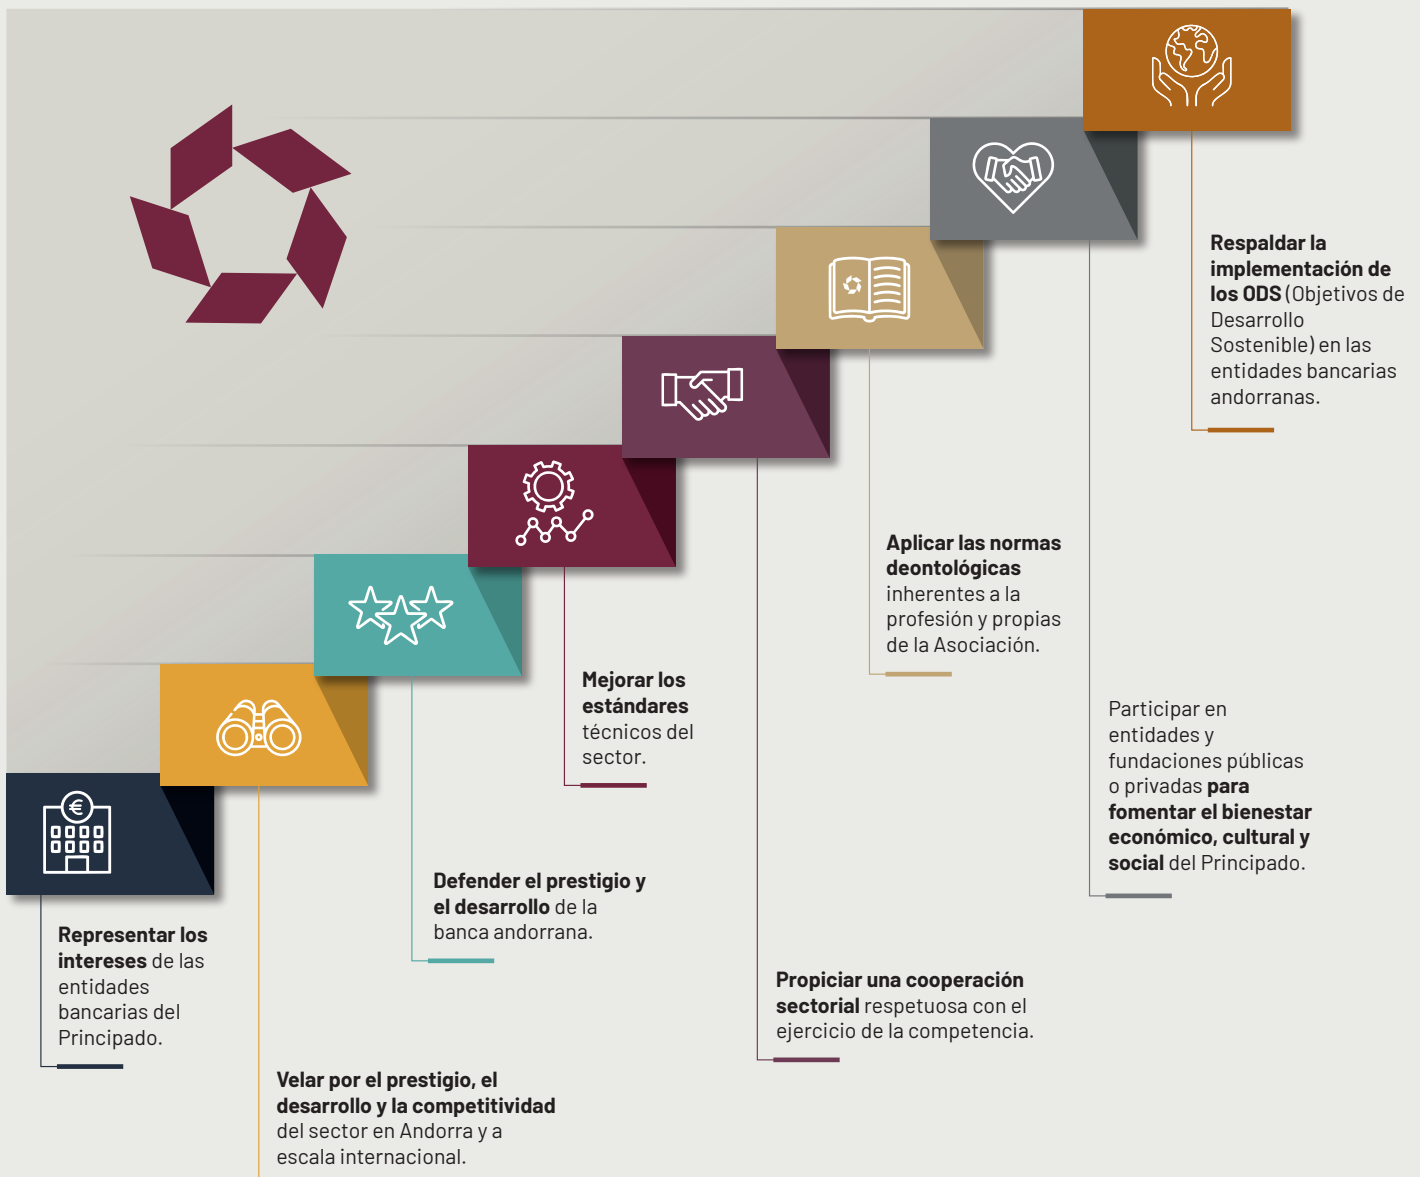 €
Respaldar la
implementación de
los ODS (Objetivos de
Desarrollo
Sostenible) en las
entidades bancarias
andorranas.
Aplicar las normas
deontológicas
inherentes a la
profesión y propias
de la Asociación.
Mejorar los
estándares
técnicos del
sector.
Participar en
entidades y
fundaciones públicas
o privadas para
fomentar el bienestar
económico, cultural y
social del Principado.
Defender el prestigio y
el desarrollo de la
banca andorrana.
Representar los
intereses de las
entidades
bancarias del
Principado.
Propiciar una cooperación
sectorial respetuosa con el
ejercicio de la competencia.
Velar por el prestigio, el
desarrollo y la competitividad
del sector en Andorra y a
escala internacional.